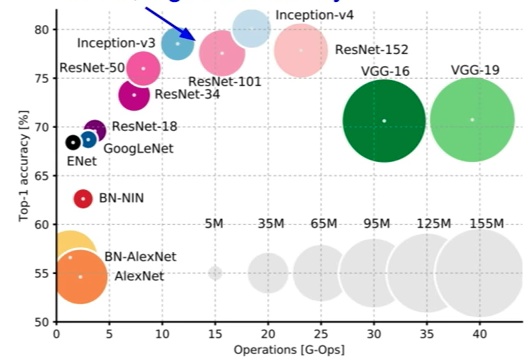 80
Inception-v4
Inception-v3
ResNet-152
ResNet-50
VGG-16
VGG-19
75
ResNet-101
ResNet-34
Top-1 accuracy [%]
70
ResNet-18
GoogLeNet
ENet
65
BN-NIN
60
5M 35M 65M 95M 125M 155M
BN-AlexNet
55
AlexNet
50
0 5 10 15 20 25 30 35 40
Operations [G-Ops]